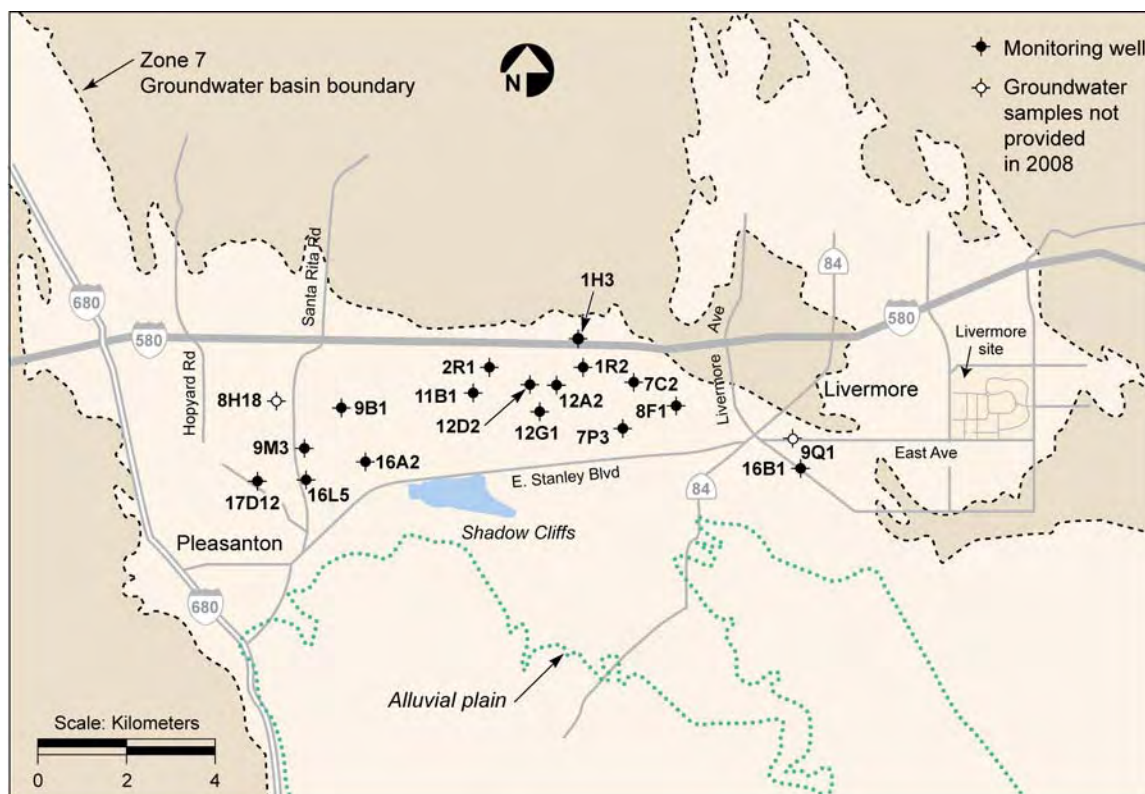 Zone 7
Groundwater basin boundary
N
Monitoring well
Groundwater
samples not
provided
in 2008
Hopyard Rd
Santa Rita Rd
Livermore Ave
84
680
580
580
1H3
Livermore
site
2R1
1R2
7C2
Livermore
8H18
9B1
11B1
12D2
12A2
12G1
8F1
7P3
9M3
16A2
9Q1
East Ave
16B1
17D12
16L5
E. Stanley Blvd
84
Shadow Cliffs
Pleasanton
680
Alluvial plain
Scale: Kilometers
0 2 4